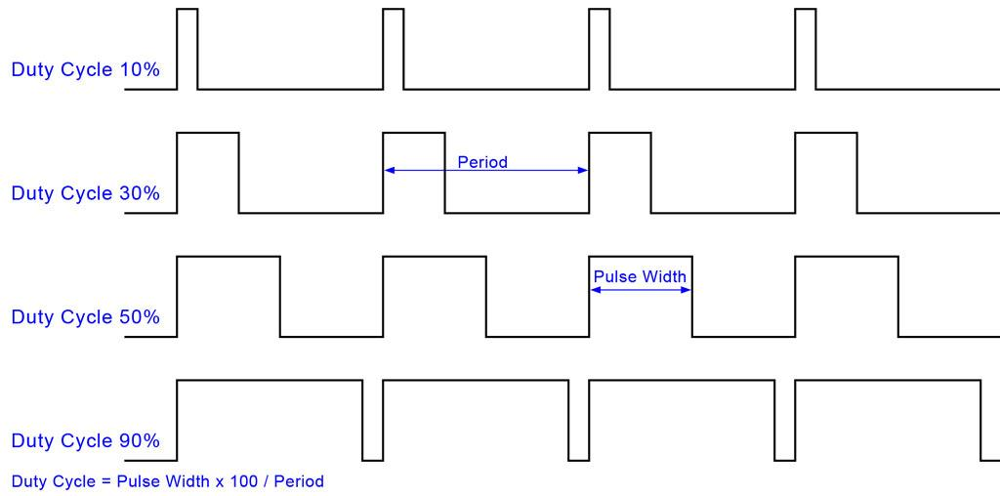 Duty Cycle 10%
Period
Duty Cycle 30%
Pulse Width
Duty Cycle 50%
Duty Cycle 90%
Duty Cycle = Pulse Width x 100 / Period